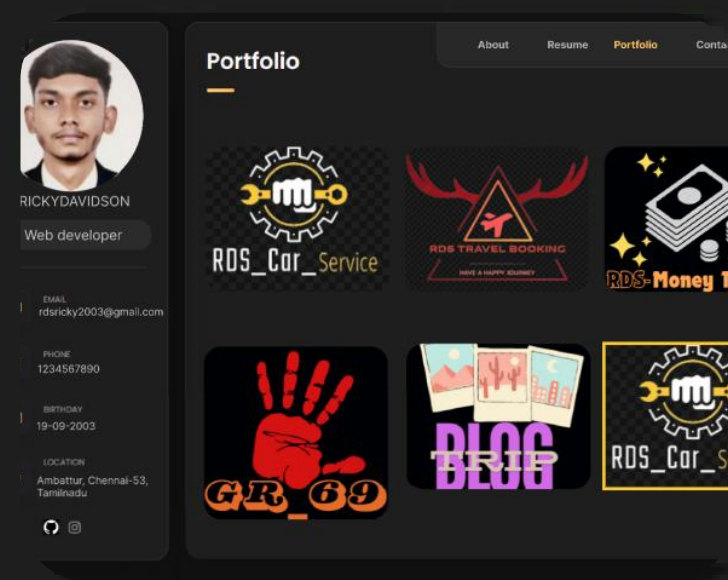 RICKYDAVIDSON
Web developer
EMAIL
rdsricky2003@gmail.com
PHONE
1234567890
BIRTHDAY
19-09-2003
LOCATION
Ambattur, Chennai-53,
Tamilnadu
About Resume Portfolio
Portfolio
RDS_Car_Service
RDS TRAVEL BOOKING
HAVE A HAPPY JOURNEY
RDS-Money
GR_69
BLOG
TRIP
RDS_Car_